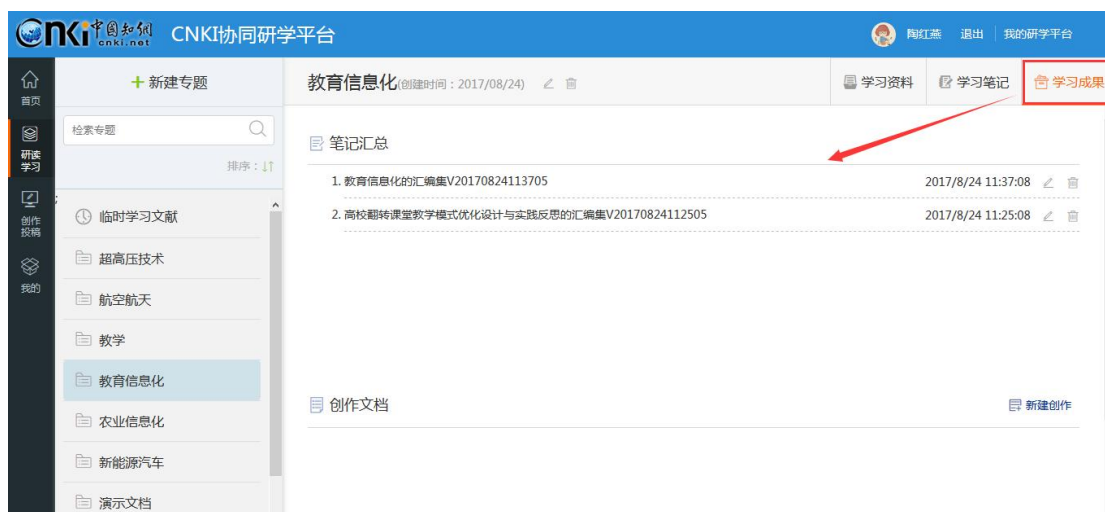 Cnki中国知网
cnki.net
CNKI协同研学平台
陶红燕 退出 我的研学平台
首页
研读
学习
创作
投稿
我的
+ 新建专题
检索专题
排序：↓↑
临时学习文献
超高压技术
航空航天
教学
教育信息化
农业信息化
新能源汽车
演示文档
教育信息化(创建时间：2017/08/24)
学习资料 学习笔记 学习成果
笔记汇总
1. 教育信息化的汇编集V20170824113705 2017/8/24 11:37:08
2. 高校翻转课堂教学模式优化设计与实践反思的汇编集V20170824112505 2017/8/24 11:25:08
创作文档 新建创作